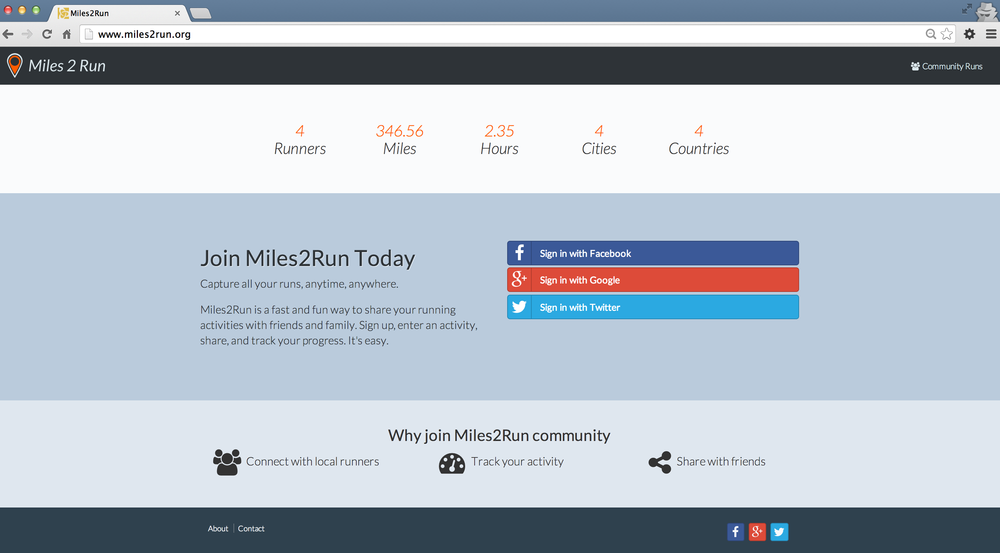 Miles2Run
www.miles2run.org
Miles 2 Run
Community Runs
4
Runners
346.56
Miles
2.35
Hours
4
Cities
4
Countries
Join Miles2Run Today
Capture all your runs, anytime, anywhere.
Miles2Run is a fast and fun way to share your running
activities with friends and family. Sign up, enter an activity,
share, and track your progress. It's easy.
f
Sign in with Facebook
g+
Sign in with Google
Sign in with Twitter
Why join Miles2Run community
Connect with local runners
Track your activity
Share with friends
About
Contact
f
g+